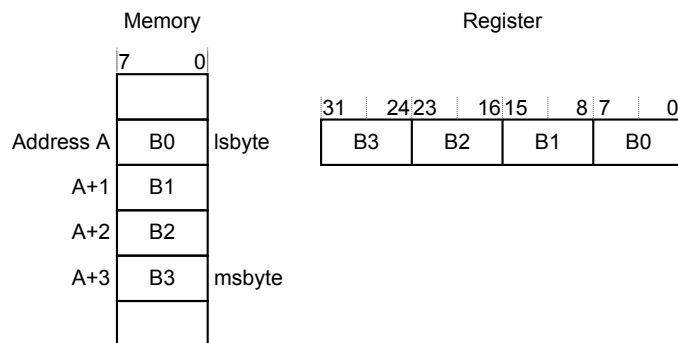 Memory Register
7 0
31 24 23 16 15 8 7 0
Address A B0 lsbyte B3 B2 B1 B0
A+1 B1
A+2 B2
A+3 B3 msbyte